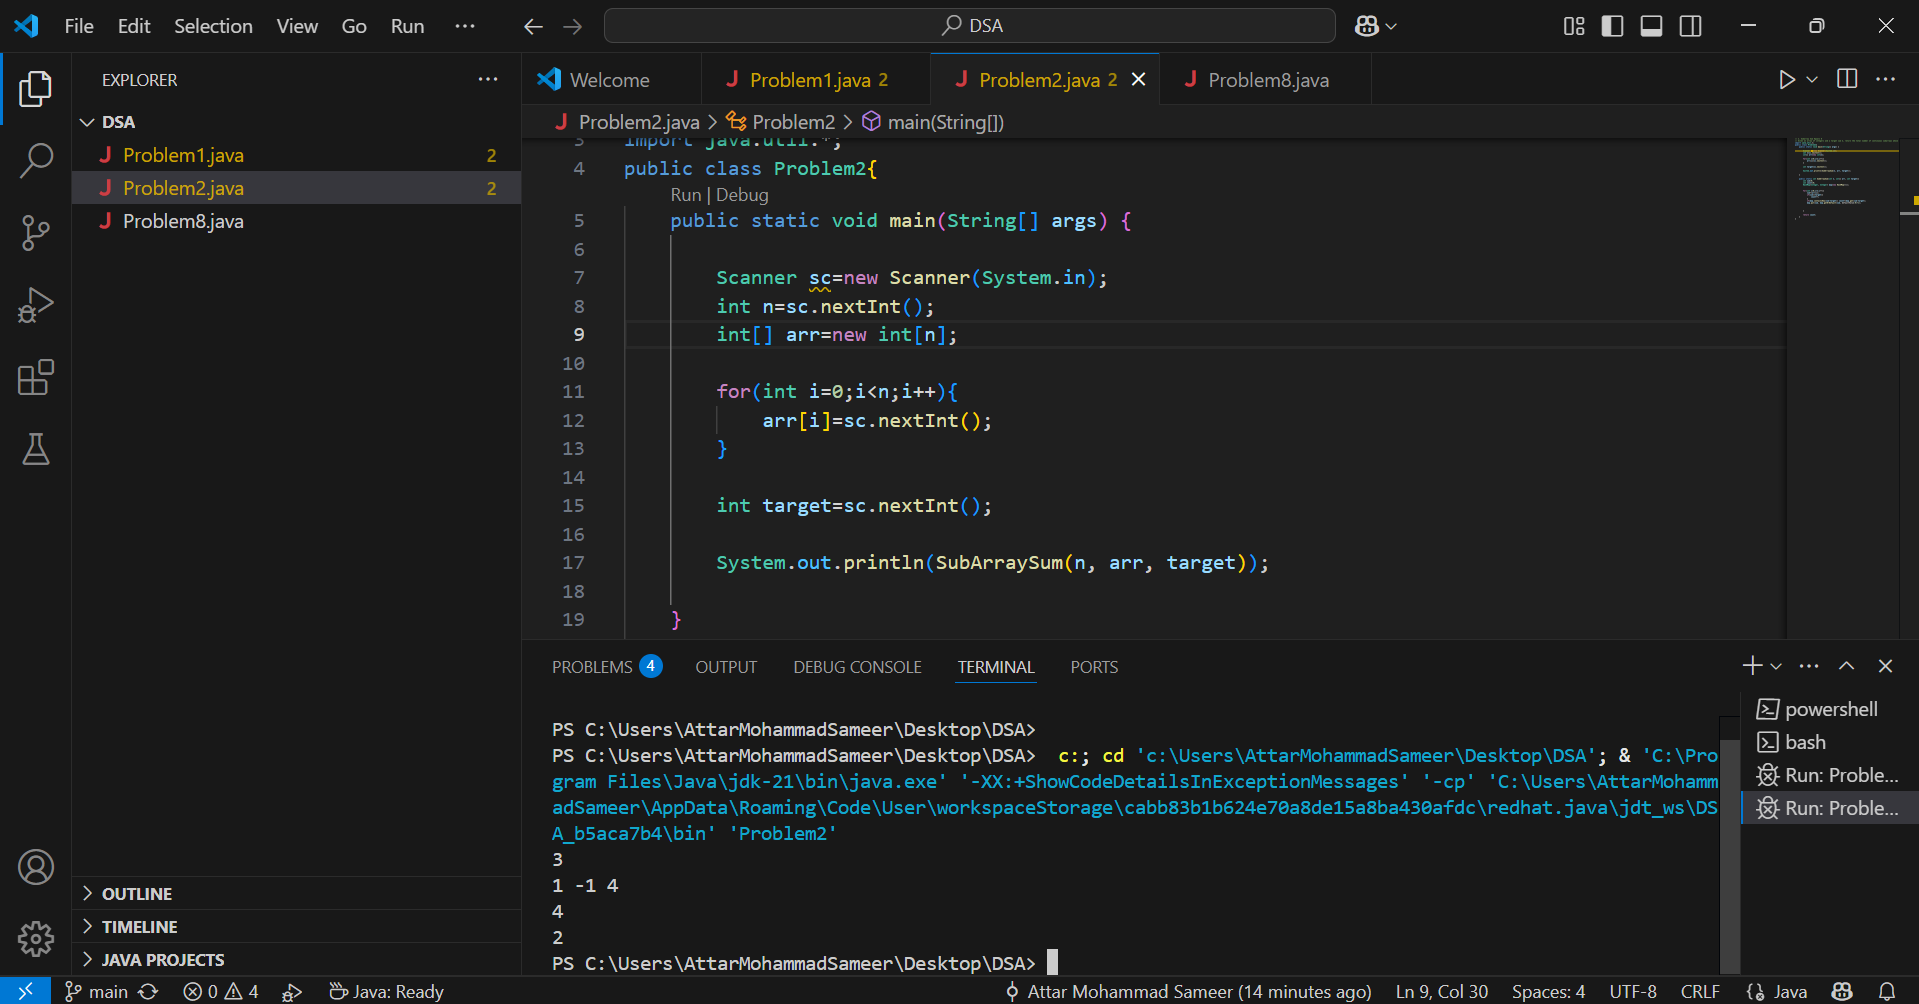 File Edit Selection View Go Run ... DSA
EXPLORER ...
DSA
Problem1.java 2
Problem2.java 2
Problem8.java
OUTLINE
TIMELINE
JAVA PROJECTS
Welcome Problem1.java 2 Problem2.java 2 Problem8.java
Problem2.java > Problem2 > main(String[])
3 import java.util.*;
4 public class Problem2{
Run | Debug
5 public static void main(String[] args) {
6
7 Scanner sc=new Scanner(System.in);
8 int n=sc.nextInt();
9 int[] arr=new int[n];
10
11 for(int i=0;i<n;i++){
12 arr[i]=sc.nextInt();
13 }
14
15 int target=sc.nextInt();
16
17 System.out.println(SubArraySum(n, arr, target));
18
19 }
PROBLEMS 4 OUTPUT DEBUG CONSOLE TERMINAL PORTS
PS C:\Users\AttarMohammadSameer\Desktop\DSA>
PS C:\Users\AttarMohammadSameer\Desktop\DSA> c:; cd 'c:\Users\AttarMohammadSameer\Desktop\DSA'; & 'C:\Pro
gram Files\Java\jdk-21\bin\java.exe' '-XX:+ShowCodeDetailsInExceptionMessages' '-cp' 'C:\Users\AttarMohamm
adSameer\AppData\Roaming\Code\User\workspaceStorage\cabb83b1b624e70a8de15a8ba430afdc\redhat.java\jdt_ws\DS
A_b5aca7b4\bin' 'Problem2'
3
1 -1 4
4
2
PS C:\Users\AttarMohammadSameer\Desktop\DSA>
powershell
bash
Run: Proble...
Run: Proble...
main 0 4 Java: Ready Attar Mohammad Sameer (14 minutes ago) Ln 9, Col 30 Spaces: 4 UTF-8 CRLF {} Java